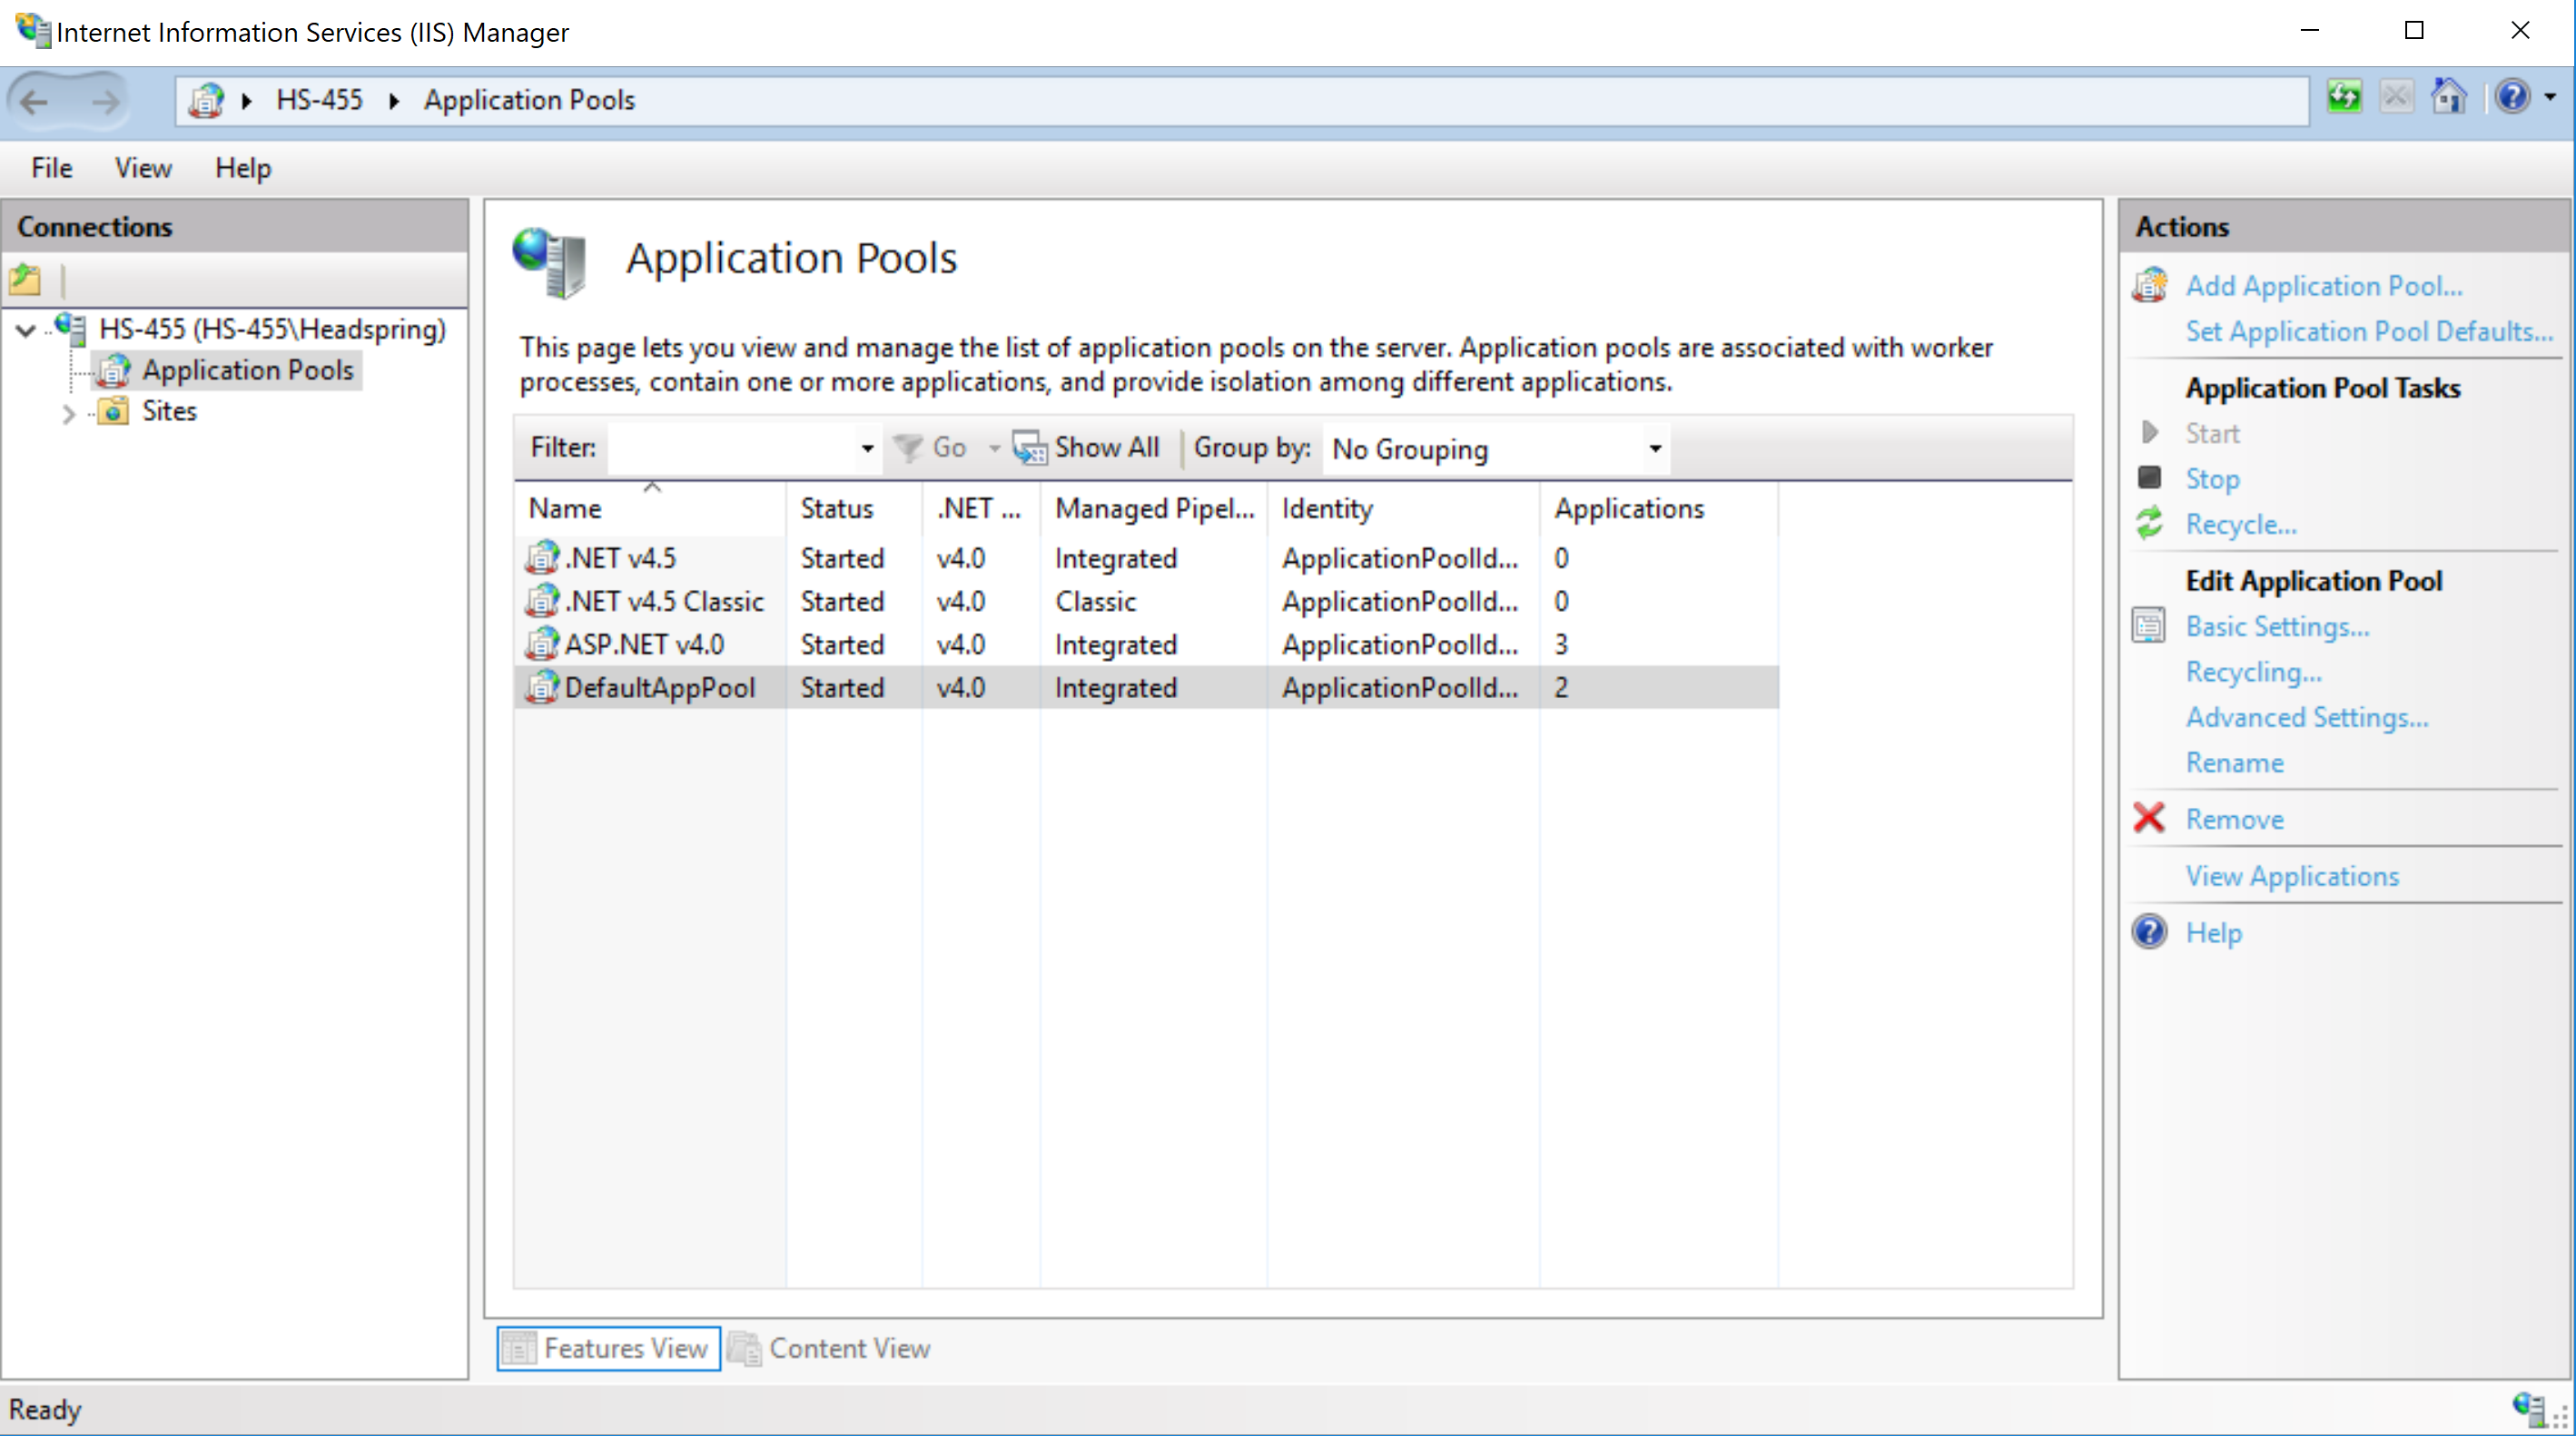 Internet Information Services (IIS) Manager
HS-455 Application Pools
File View Help
Connections
HS-455 (HS-455\Headspring)
Application Pools
Sites
Application Pools
This page lets you view and manage the list of application pools on the server. Application pools are associated with worker
processes, contain one or more applications, and provide isolation among different applications.
Filter: Go Show All Group by: No Grouping
Name Status .NET ... Managed Pipel... Identity Applications
.NET v4.5 Started v4.0 Integrated ApplicationPoolId... 0
.NET v4.5 Classic Started v4.0 Classic ApplicationPoolId... 0
ASP.NET v4.0 Started v4.0 Integrated ApplicationPoolId... 3
DefaultAppPool Started v4.0 Integrated ApplicationPoolId... 2
Features View Content View
Actions
Add Application Pool...
Set Application Pool Defaults...
Application Pool Tasks
Start
Stop
Recycle...
Edit Application Pool
Basic Settings...
Recycling...
Advanced Settings...
Rename
Remove
View Applications
Help
Ready